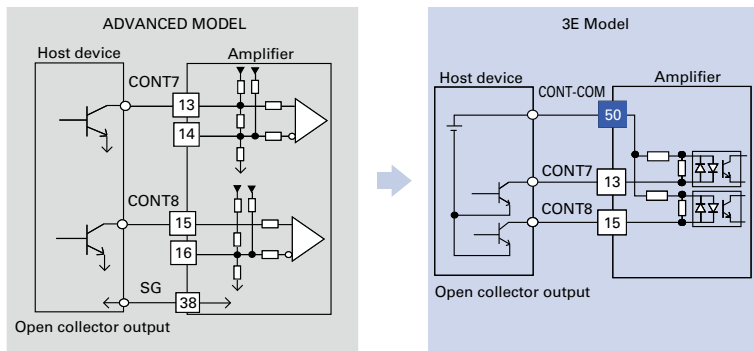 ADVANCED MODEL
Host device
Amplifier
CONT7
13
14
CONT8
15
16
SG
38
Open collector output
3E Model
Host device
Amplifier
CONT-COM
50
CONT7
13
CONT8
15
Open collector output